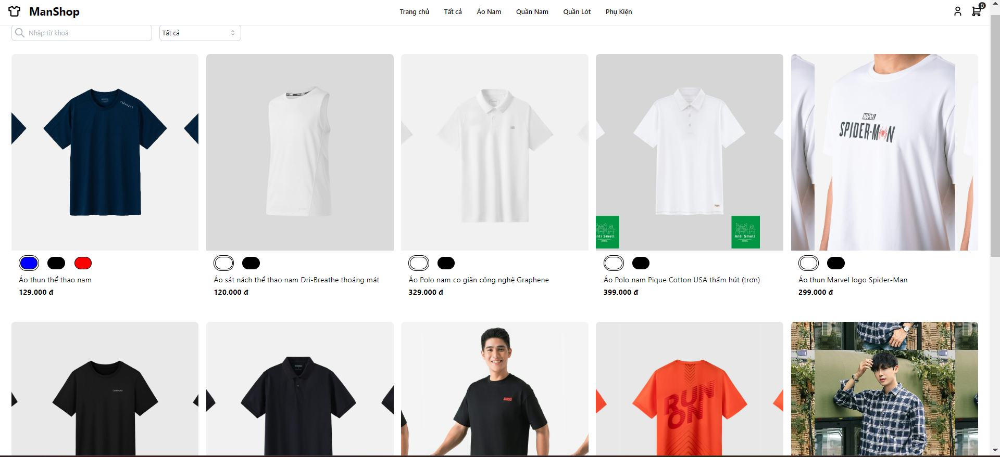 ManShop
Trang chủ
Tất cả
Áo Nam
Quần Nam
Quần Lót
Phụ Kiện
0
Nhập từ khoá
Tất cả
COOLMATE
Anti Smell
Anti Smell
MARVEL
SPIDER-MAN
Áo thun thể thao nam
129.000 đ
Áo sát nách thể thao nam Dri-Breathe thoáng mát
120.000 đ
Áo Polo nam co giãn công nghệ Graphene
329.000 đ
Áo Polo nam Pique Cotton USA thấm hút (trơn)
399.000 đ
Áo thun Marvel logo Spider-Man
299.000 đ
Coolmate
MARVEL
RUN
ON